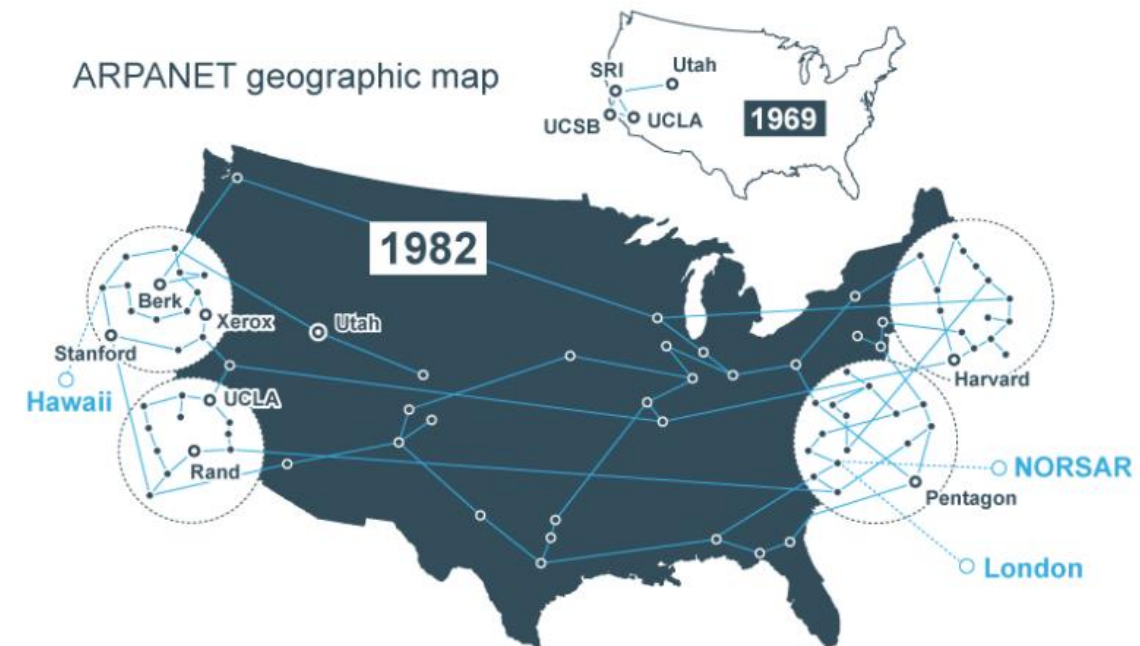 ARPANET geographic map
SRI
Utah
UCSB
UCLA
1969
1982
Berk
Xerox
Utah
Stanford
Hawaii
UCLA
Rand
Harvard
NORSAR
Pentagon
London